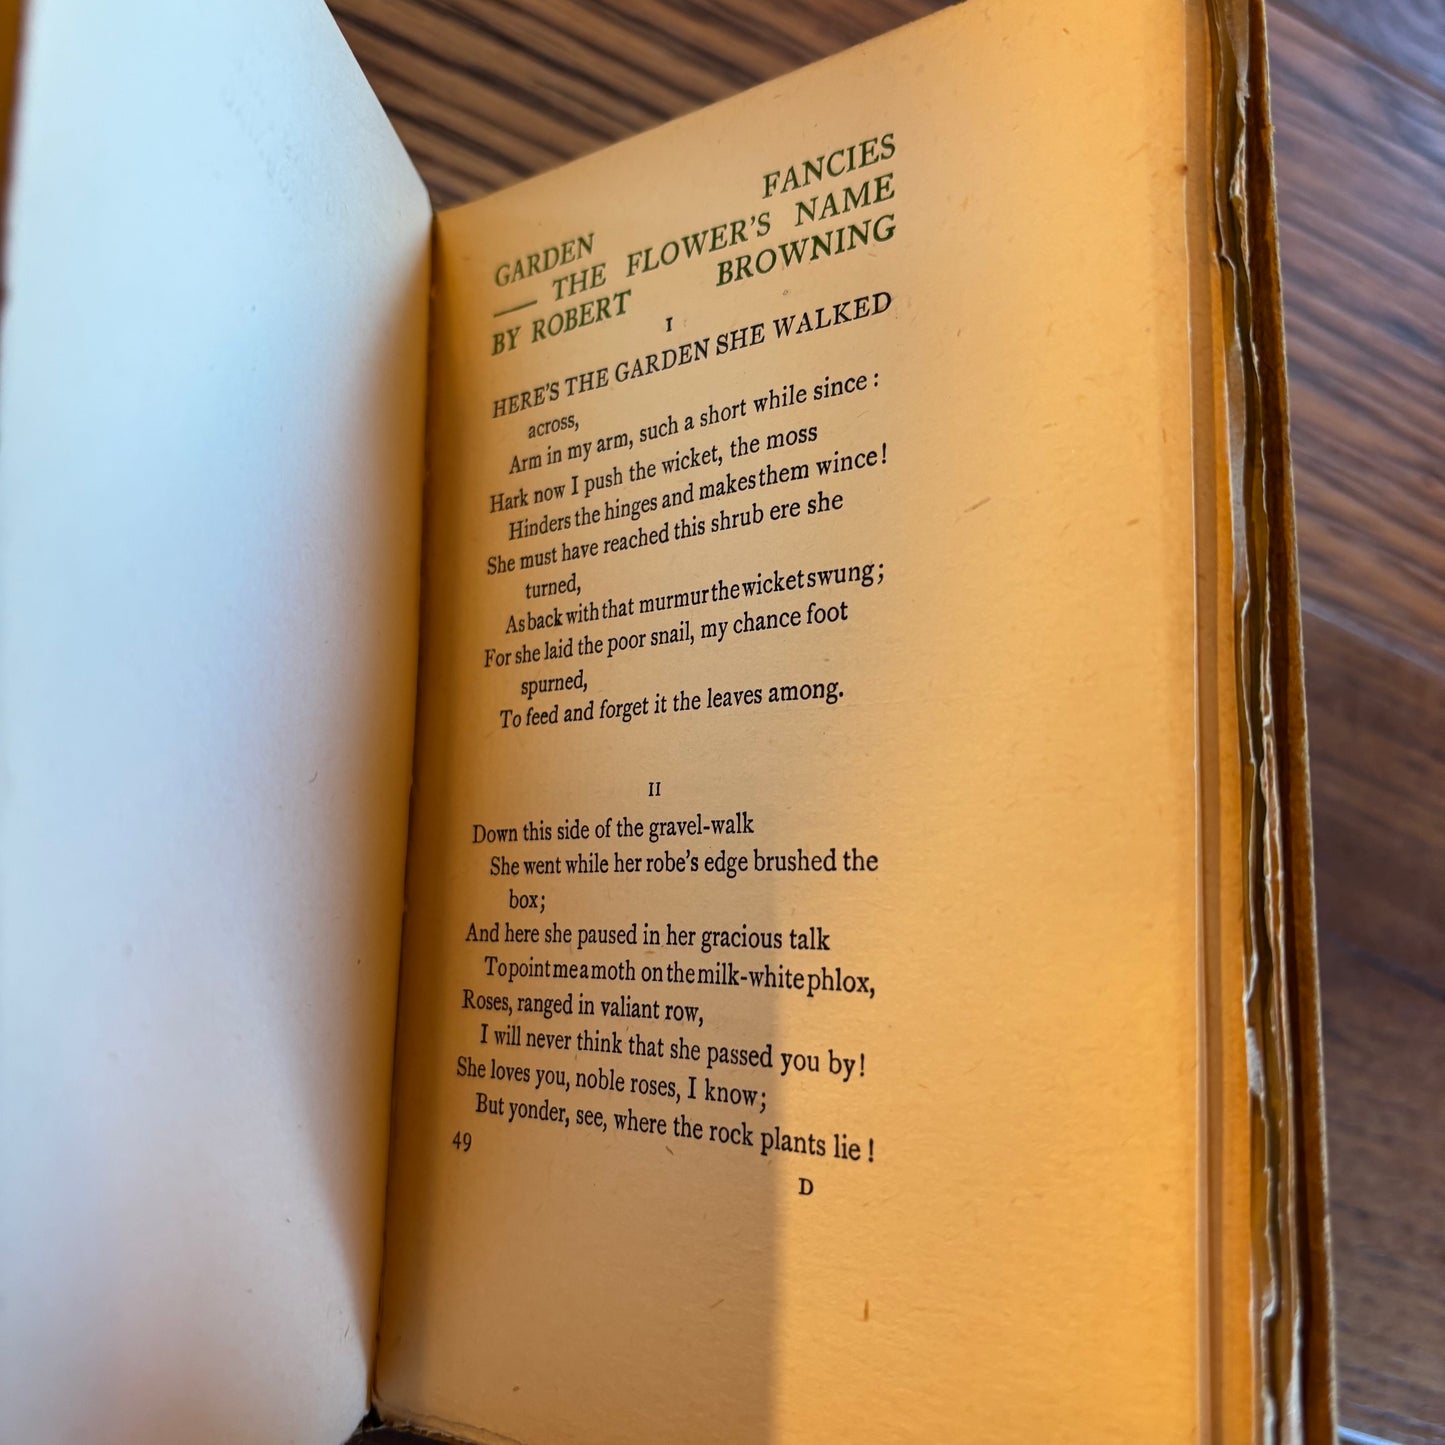 GARDEN FANCIES
— THE FLOWER'S NAME
BY ROBERT BROWNING
I
HERE'S THE GARDEN SHE WALKED
across,
Arm in my arm, such a short while since :
Hark now I push the wicket, the moss
Hinders the hinges and makes them wince!
She must have reached this shrub ere she
turned,
As back with that murmur the wicket swung;
For she laid the poor snail, my chance foot
spurned,
To feed and forget it the leaves among.
II
Down this side of the gravel-walk
She went while her robe's edge brushed the
box;
And here she paused in her gracious talk
To point me a moth on the milk-white phlox,
Roses, ranged in valiant row,
I will never think that she passed you by!
She loves you, noble roses, I know;
But yonder, see, where the rock plants lie!
49
D